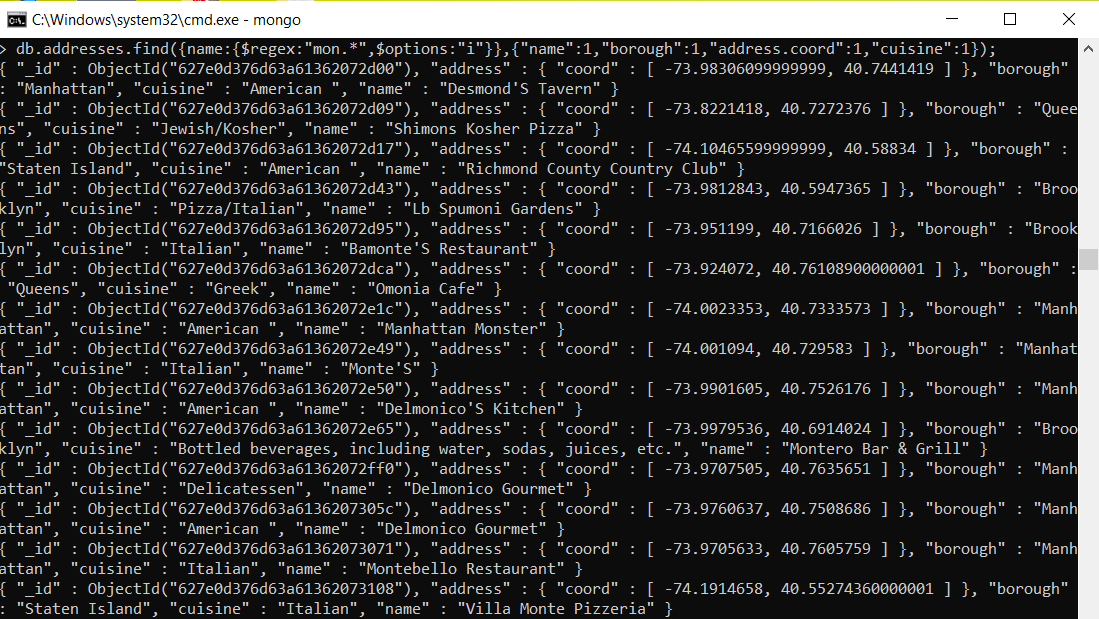 C:\Windows\system32\cmd.exe - mongo
> db.addresses.find({name:{$regex:"mon.*",$options:"i"}},{"name":1,"borough":1,"address.coord":1,"cuisine":1});
{ "_id" : ObjectId("627e0d376d63a61362072d00"), "address" : { "coord" : [ -73.98306099999999, 40.7441419 ] }, "borough"
: "Manhattan", "cuisine" : "American ", "name" : "Desmond'S Tavern" }
{ "_id" : ObjectId("627e0d376d63a61362072d09"), "address" : { "coord" : [ -73.8221418, 40.7272376 ] }, "borough" : "Quee
ns", "cuisine" : "Jewish/Kosher", "name" : "Shimons Kosher Pizza" }
{ "_id" : ObjectId("627e0d376d63a61362072d17"), "address" : { "coord" : [ -74.10465599999999, 40.58834 ] }, "borough" :
"Staten Island", "cuisine" : "American ", "name" : "Richmond County Country Club" }
{ "_id" : ObjectId("627e0d376d63a61362072d43"), "address" : { "coord" : [ -73.9812843, 40.5947365 ] }, "borough" : "Broo
klyn", "cuisine" : "Pizza/Italian", "name" : "Lb Spumoni Gardens" }
{ "_id" : ObjectId("627e0d376d63a61362072d95"), "address" : { "coord" : [ -73.951199, 40.7166026 ] }, "borough" : "Brook
lyn", "cuisine" : "Italian", "name" : "Bamonte'S Restaurant" }
{ "_id" : ObjectId("627e0d376d63a61362072dca"), "address" : { "coord" : [ -73.924072, 40.76108900000001 ] }, "borough" :
"Queens", "cuisine" : "Greek", "name" : "Omonia Cafe" }
{ "_id" : ObjectId("627e0d376d63a61362072e1c"), "address" : { "coord" : [ -74.0023353, 40.7333573 ] }, "borough" : "Manh
attan", "cuisine" : "American ", "name" : "Manhattan Monster" }
{ "_id" : ObjectId("627e0d376d63a61362072e49"), "address" : { "coord" : [ -74.001094, 40.729583 ] }, "borough" : "Manhat
tan", "cuisine" : "Italian", "name" : "Monte'S" }
{ "_id" : ObjectId("627e0d376d63a61362072e50"), "address" : { "coord" : [ -73.9901605, 40.7526176 ] }, "borough" : "Manh
attan", "cuisine" : "American ", "name" : "Delmonico'S Kitchen" }
{ "_id" : ObjectId("627e0d376d63a61362072e65"), "address" : { "coord" : [ -73.9979536, 40.6914024 ] }, "borough" : "Broo
klyn", "cuisine" : "Bottled beverages, including water, sodas, juices, etc.", "name" : "Montero Bar & Grill" }
{ "_id" : ObjectId("627e0d376d63a61362072ff0"), "address" : { "coord" : [ -73.9707505, 40.7635651 ] }, "borough" : "Manh
attan", "cuisine" : "Delicatessen", "name" : "Delmonico Gourmet" }
{ "_id" : ObjectId("627e0d376d63a6136207305c"), "address" : { "coord" : [ -73.9760637, 40.7508686 ] }, "borough" : "Manh
attan", "cuisine" : "American ", "name" : "Delmonico Gourmet" }
{ "_id" : ObjectId("627e0d376d63a61362073071"), "address" : { "coord" : [ -73.9705633, 40.7605759 ] }, "borough" : "Manh
attan", "cuisine" : "Italian", "name" : "Montebello Restaurant" }
{ "_id" : ObjectId("627e0d376d63a61362073108"), "address" : { "coord" : [ -74.1914658, 40.55274360000001 ] }, "borough"
: "Staten Island", "cuisine" : "Italian", "name" : "Villa Monte Pizzeria" }